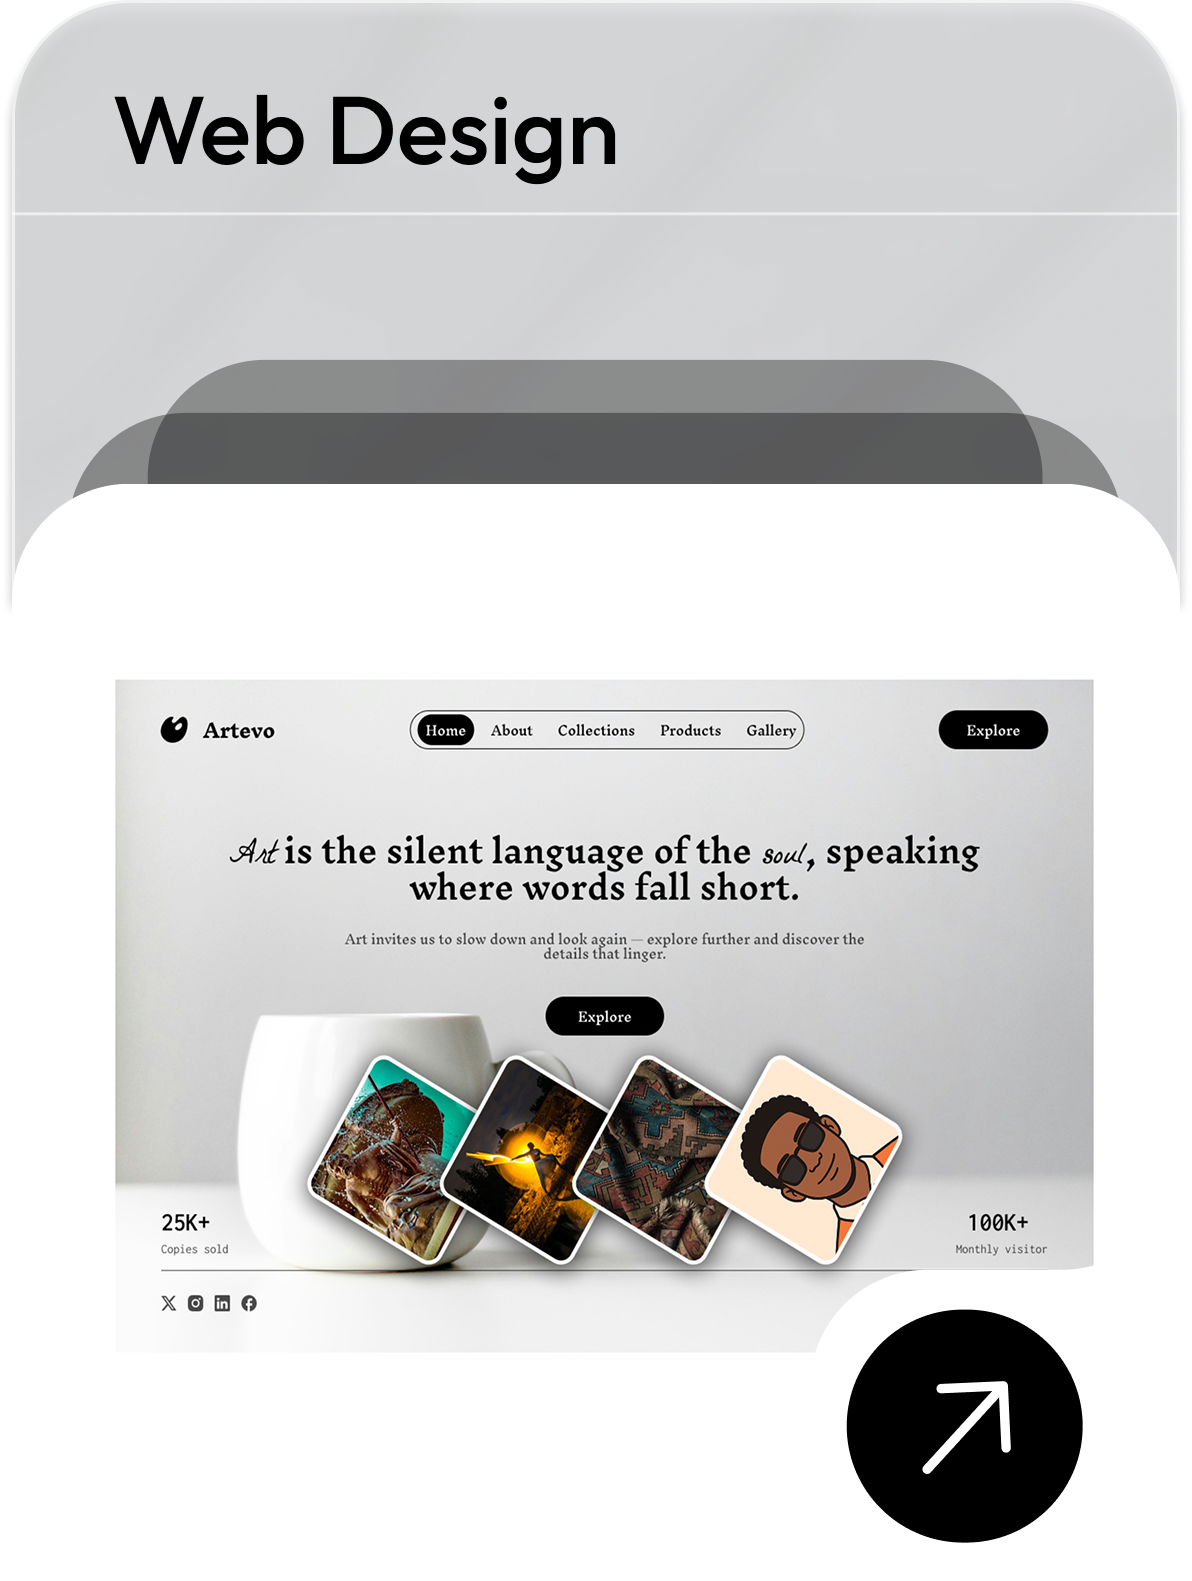 Web Design
Artevo
Home About Collections Products Gallery
Explore
Art is the silent language of the soul, speaking
where words fall short.
Art invites us to slow down and look again — explore further and discover the
details that linger.
Explore
25K+
Copies sold
100K+
Monthly visitor